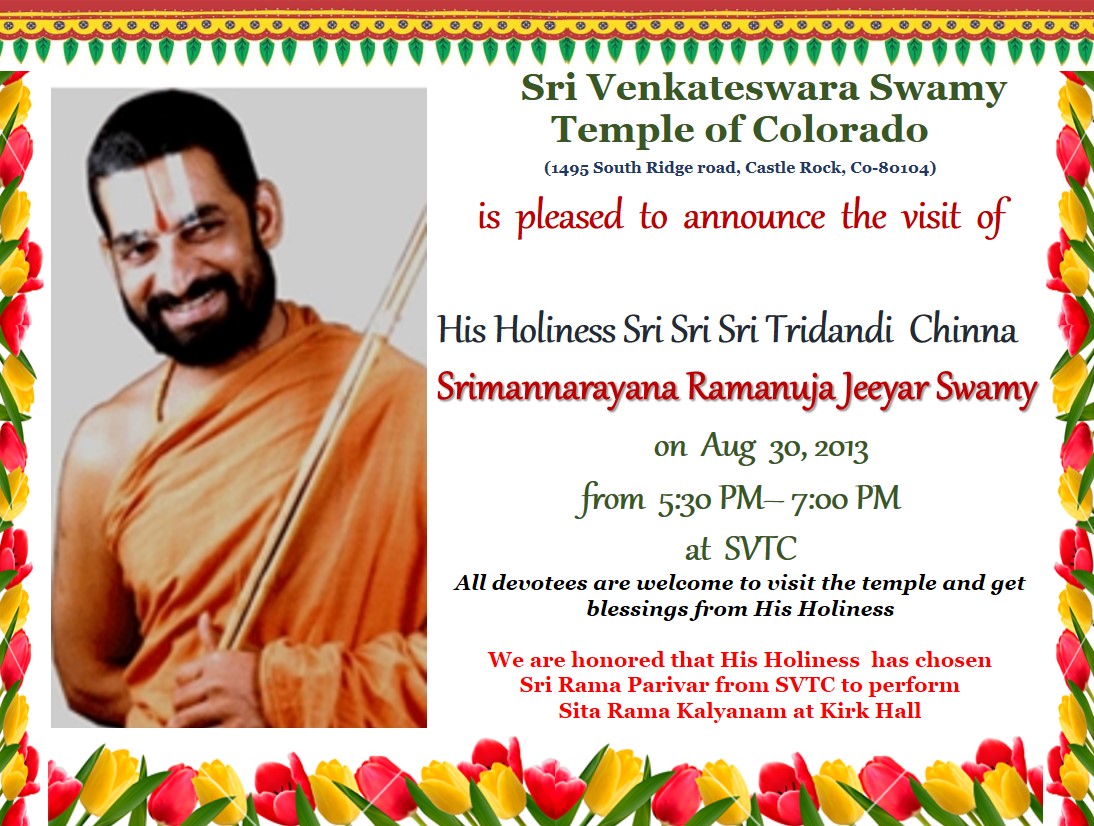 Sri Venkateswara Swamy
Temple of Colorado
(1495 South Ridge road, Castle Rock, Co-80104)
is pleased to announce the visit of
His Holiness Sri Sri Sri Tridandi Chinna
Srimannarayana Ramanuja Jeeyar Swamy
on Aug 30, 2013
from 5:30 PM– 7:00 PM
at SVTC
All devotees are welcome to visit the temple and get
blessings from His Holiness
We are honored that His Holiness has chosen
Sri Rama Parivar from SVTC to perform
Sita Rama Kalyanam at Kirk Hall